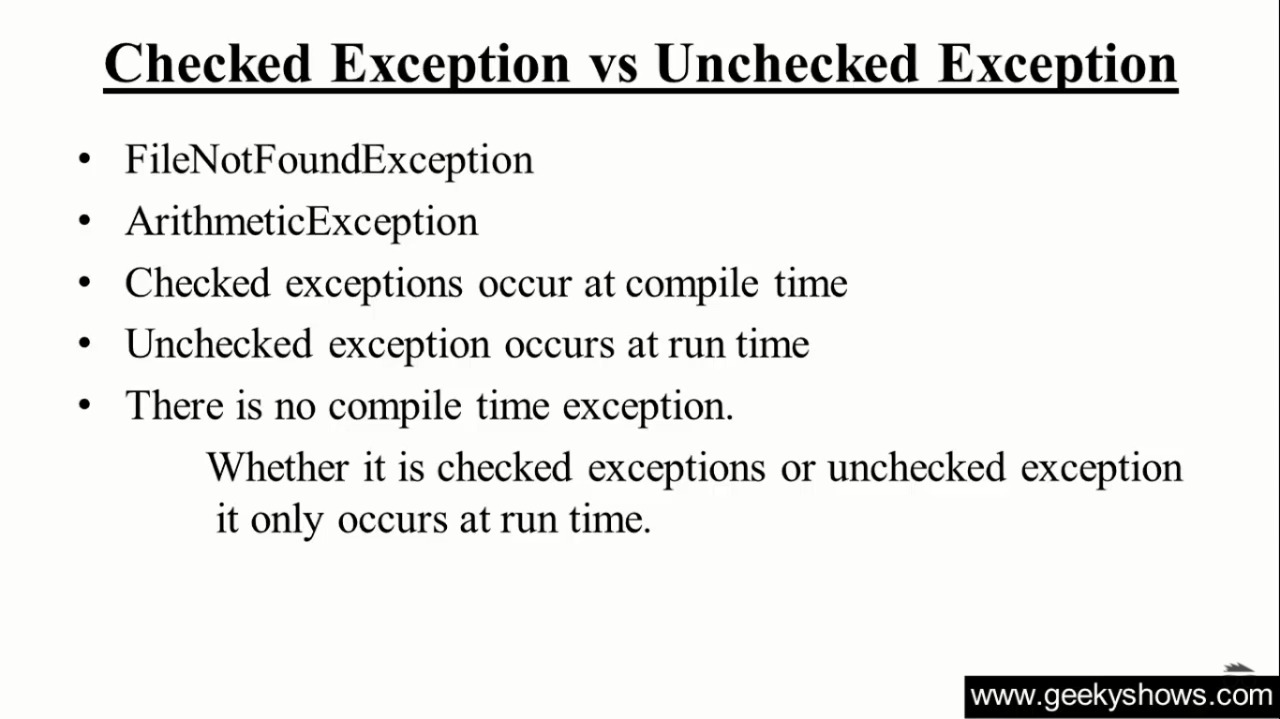 Checked Exception vs Unchecked Exception
• FileNotFoundException
• ArithmeticException
• Checked exceptions occur at compile time
• Unchecked exception occurs at run time
• There is no compile time exception.
Whether it is checked exceptions or unchecked exception
it only occurs at run time.
www.geekyshows.com